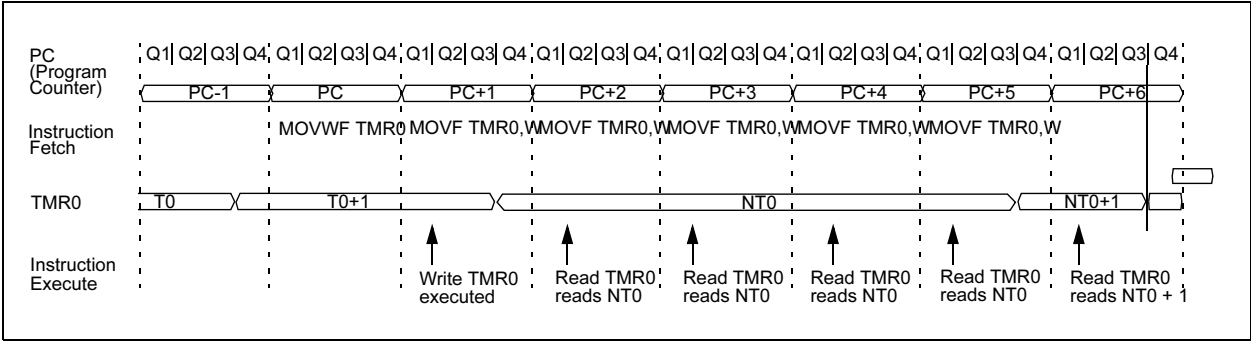 PC
(Program
Counter)
Q1 Q2 Q3 Q4 Q1 Q2 Q3 Q4 Q1 Q2 Q3 Q4 Q1 Q2 Q3 Q4 Q1 Q2 Q3 Q4 Q1 Q2 Q3 Q4 Q1 Q2 Q3 Q4 Q1 Q2 Q3 Q4
PC-1 PC PC+1 PC+2 PC+3 PC+4 PC+5 PC+6
Instruction
Fetch
MOVWF TMR0 MOVF TMR0,W MOVF TMR0,W MOVF TMR0,W MOVF TMR0,W MOVF TMR0,W
TMR0
T0 T0+1 NT0 NT0+1
Instruction
Execute
Write TMR0
executed
Read TMR0
reads NT0
Read TMR0
reads NT0
Read TMR0
reads NT0
Read TMR0
reads NT0
Read TMR0
reads NT0 + 1